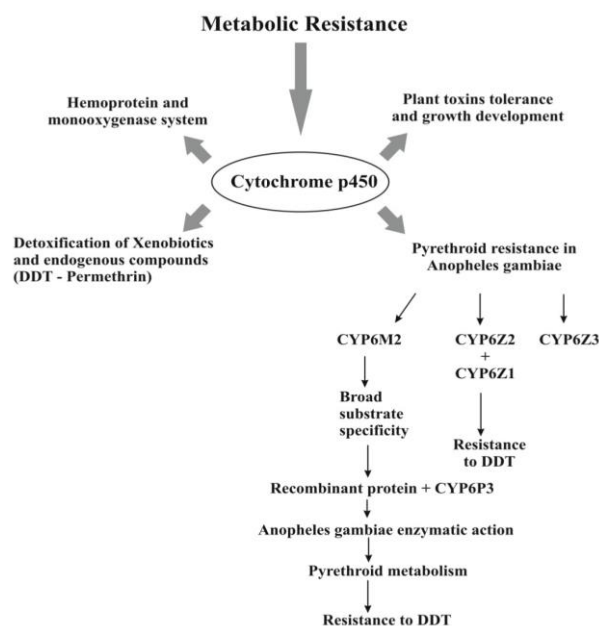 Metabolic Resistance
Hemoprotein and
monooxygenase system
Plant toxins tolerance
and growth development
Cytochrome p450
Detoxification of Xenobiotics
and endogenous compounds
(DDT - Permethrin)
Pyrethroid resistance in
Anopheles gambiae
CYP6M2
CYP6Z2
+
CYP6Z1
CYP6Z3
Broad
substrate
specificity
Resistance
to DDT
Recombinant protein + CYP6P3
Anopheles gambiae enzymatic action
Pyrethroid metabolism
Resistance to DDT